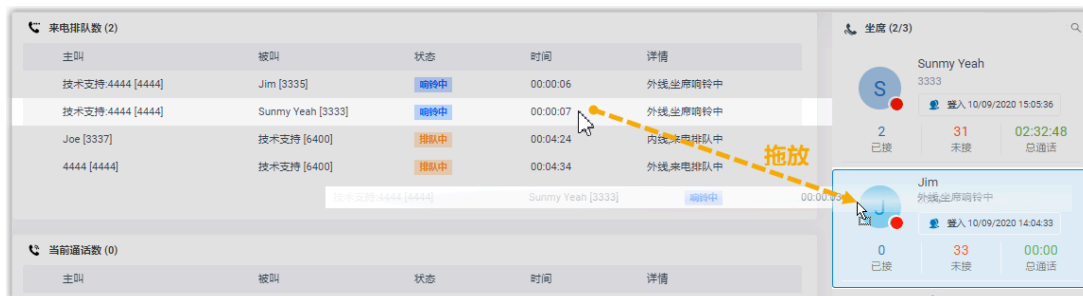 来电排队数 (2)
主叫 被叫 状态 时间 详情
技术支持:4444 [4444] Jim [3335] 响铃中 00:00:06 外线,坐席响铃中
技术支持:4444 [4444] Sunmy Yeah [3333] 响铃中 00:00:07 外线,坐席响铃中
Joe [3337] 技术支持 [6400] 排队中 00:04:24 内线,来电排队中
4444 [4444] 技术支持 [6400] 排队中 00:04:34 外线,来电排队中
技术支持:4444 [4444] Sunmy Yeah [3333] 响铃中 00:00:03
拖放
当前通话数 (0)
主叫 被叫 状态 时间 详情
坐席 (2/3)
Sunmy Yeah
S 3333
登入 10/09/2020 15:05:36
2 31 02:32:48
已接 未接 总通话
Jim
外线,坐席响铃中
J
登入 10/09/2020 14:04:33
0 33 00:00
已接 未接 总通话